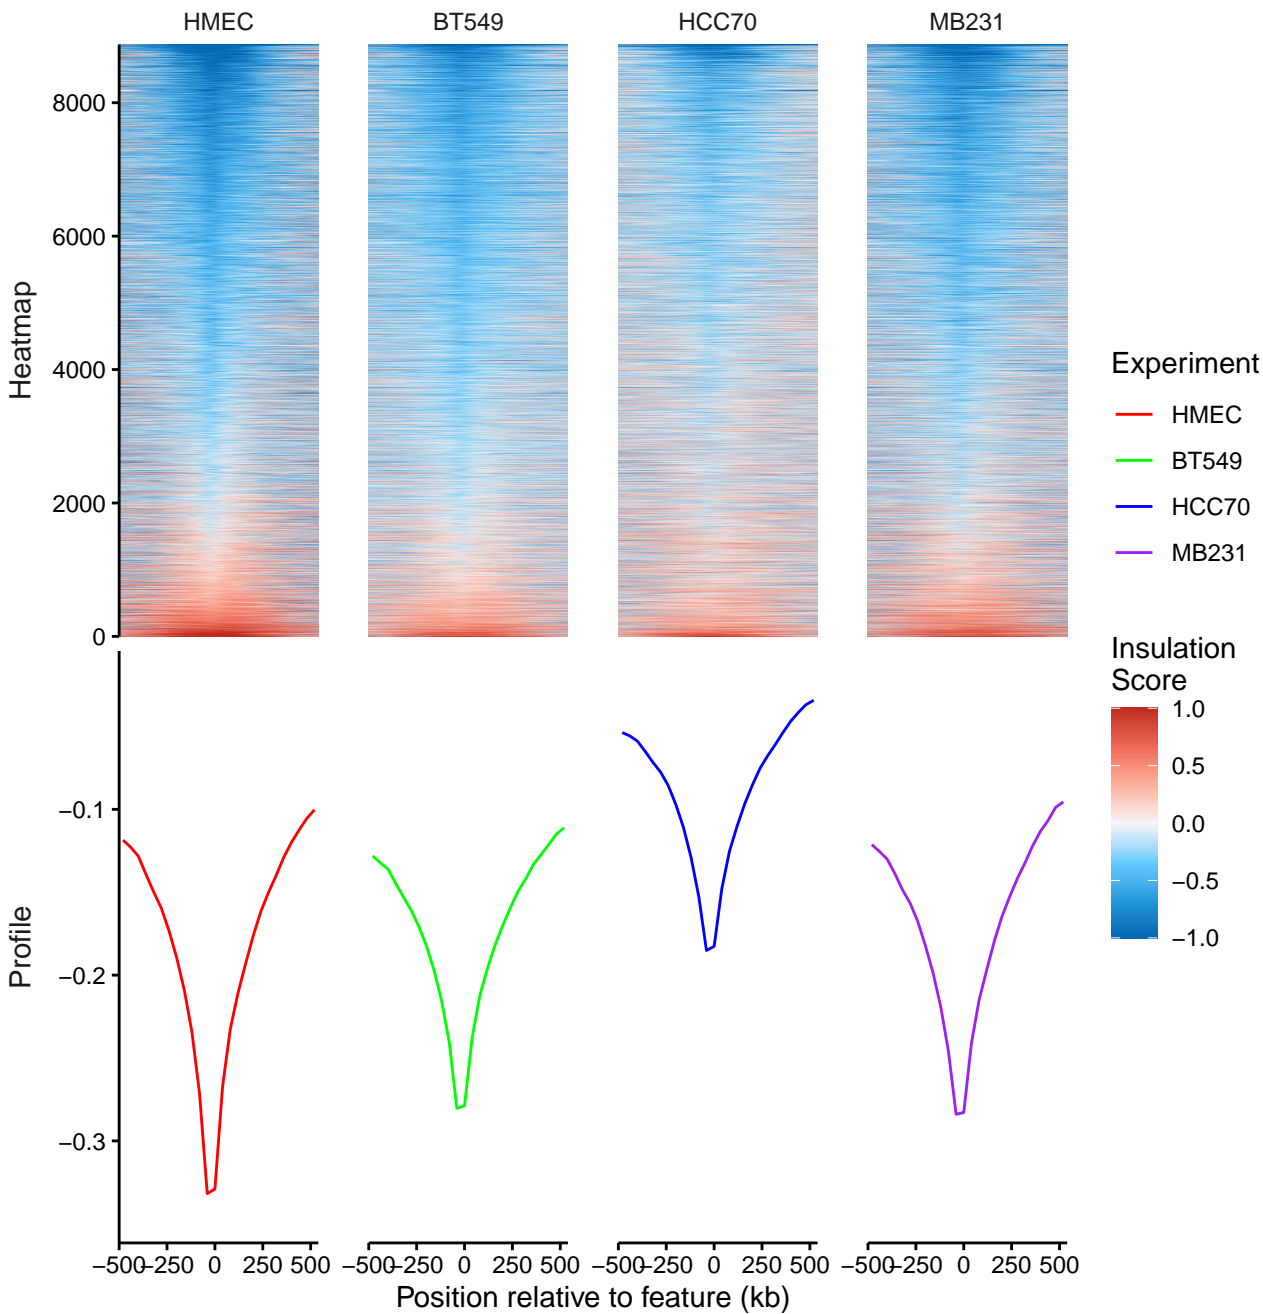 HMEC BT549 HCC70 MB231
Heatmap
8000
6000
4000
2000
0
Experiment
HMEC
BT549
HCC70
MB231
Insulation
Score
1.0
0.5
0.0
−0.5
−1.0
Profile
−0.1
−0.2
−0.3
−500 −250 0 250 500 −500 −250 0 250 500 −500 −250 0 250 500 −500 −250 0 250 500
Position relative to feature (kb)